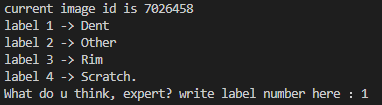 current image id is 7026458
label 1 -> Dent
label 2 -> Other
label 3 -> Rim
label 4 -> Scratch.
What do u think, expert? write label number here : 1